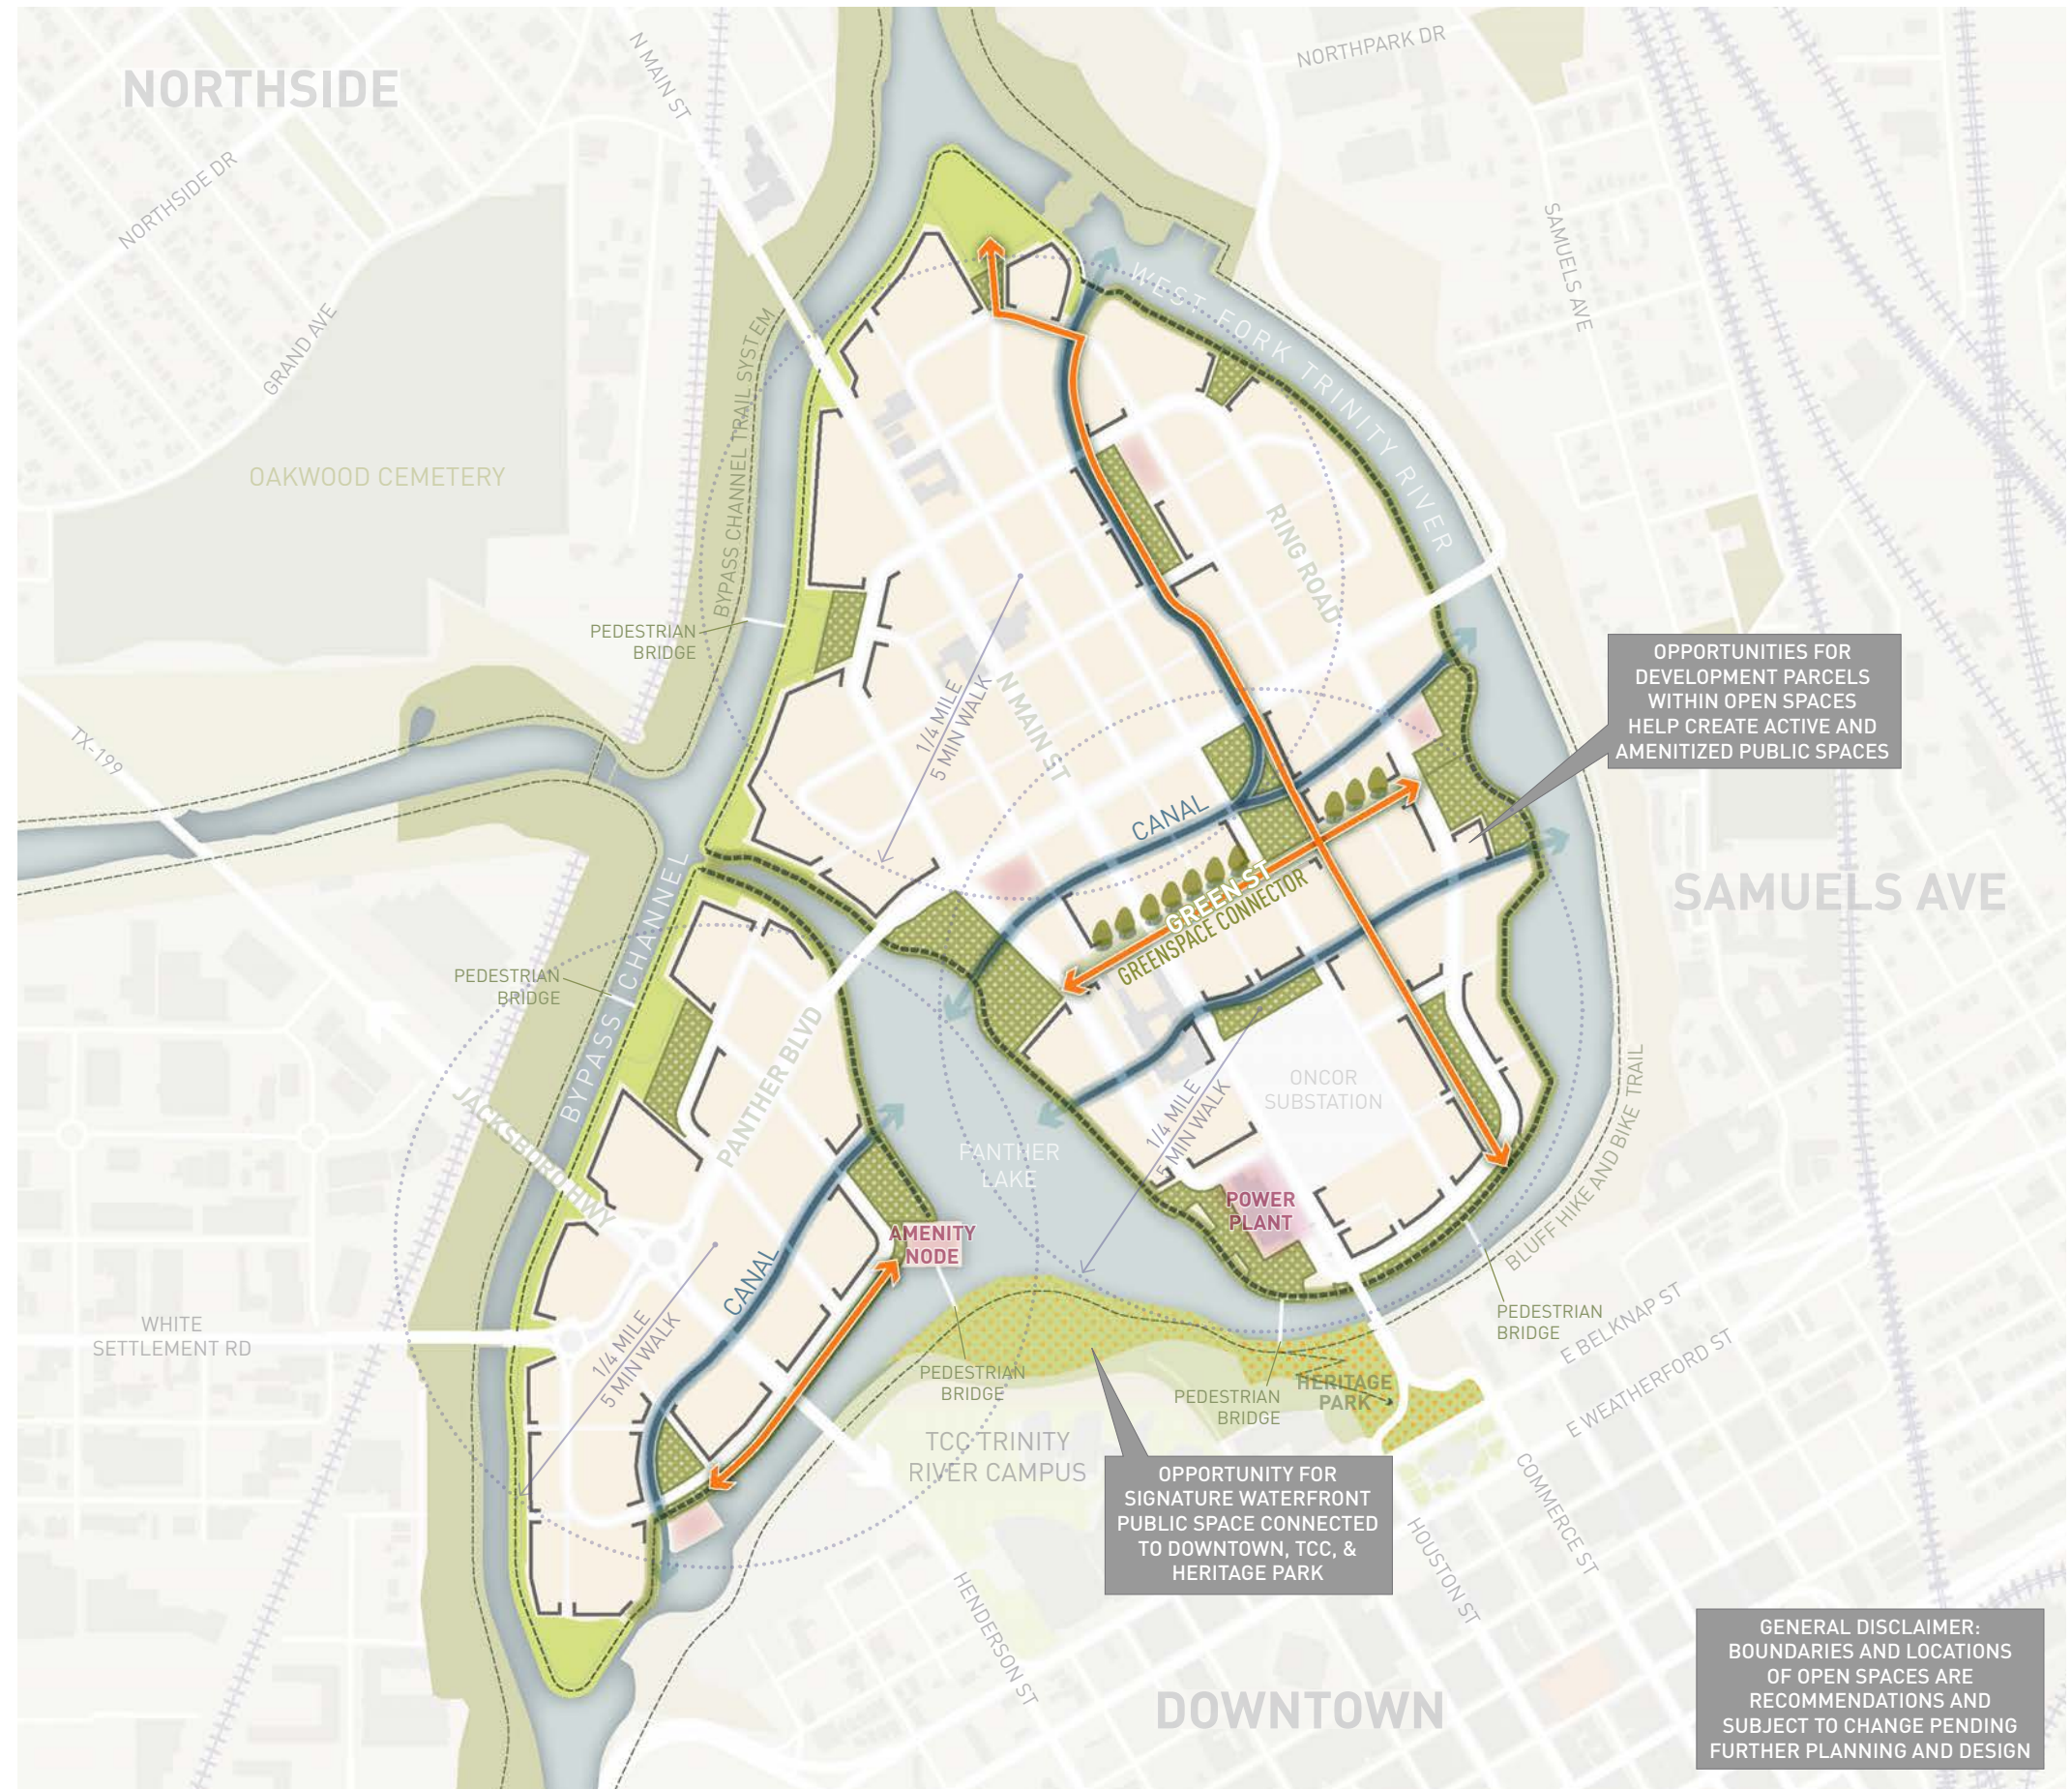 NORTHSIDE
N MAIN ST
NORTHPARK DR
NORTHSIDE DR
SAMUELS AVE
WEST FORK TRINITY RIVER
GRAND AVE
BYPASS CHANNEL TRAIL SYSTEM
OAKWOOD CEMETERY
RING ROAD
PEDESTRIAN
BRIDGE
OPPORTUNITIES FOR
DEVELOPMENT PARCELS
WITHIN OPEN SPACES
HELP CREATE ACTIVE AND
AMENITIZED PUBLIC SPACES
1/4 MILE
5 MIN WALK
N MAIN ST
TX-199
CANAL
GREEN ST
GREENSPACE CONNECTOR
SAMUELS AVE
BYPASS CHANNEL
PEDESTRIAN
BRIDGE
PANTHER BLVD
JACKSBORO FWY
ONCOR
SUBSTATION
1/4 MILE
5 MIN WALK
FANTHER
LAKE
BLUFF HIKE AND BIKE TRAIL
POWER
PLANT
AMENITY
NODE
CANAL
WHITE
SETTLEMENT RD
1/4 MILE
5 MIN WALK
PEDESTRIAN
BRIDGE
E BELKNAP ST
E WEATHERFORD ST
PEDESTRIAN
BRIDGE
PEDESTRIAN
BRIDGE
HERITAGE
PARK
TCC TRINITY
RIVER CAMPUS
OPPORTUNITY FOR
SIGNATURE WATERFRONT
PUBLIC SPACE CONNECTED
TO DOWNTOWN, TCC, &
HERITAGE PARK
COMMERCE ST
HOUSTON ST
HENDERSON ST
DOWNTOWN
GENERAL DISCLAIMER:
BOUNDARIES AND LOCATIONS
OF OPEN SPACES ARE
RECOMMENDATIONS AND
SUBJECT TO CHANGE PENDING
FURTHER PLANNING AND DESIGN